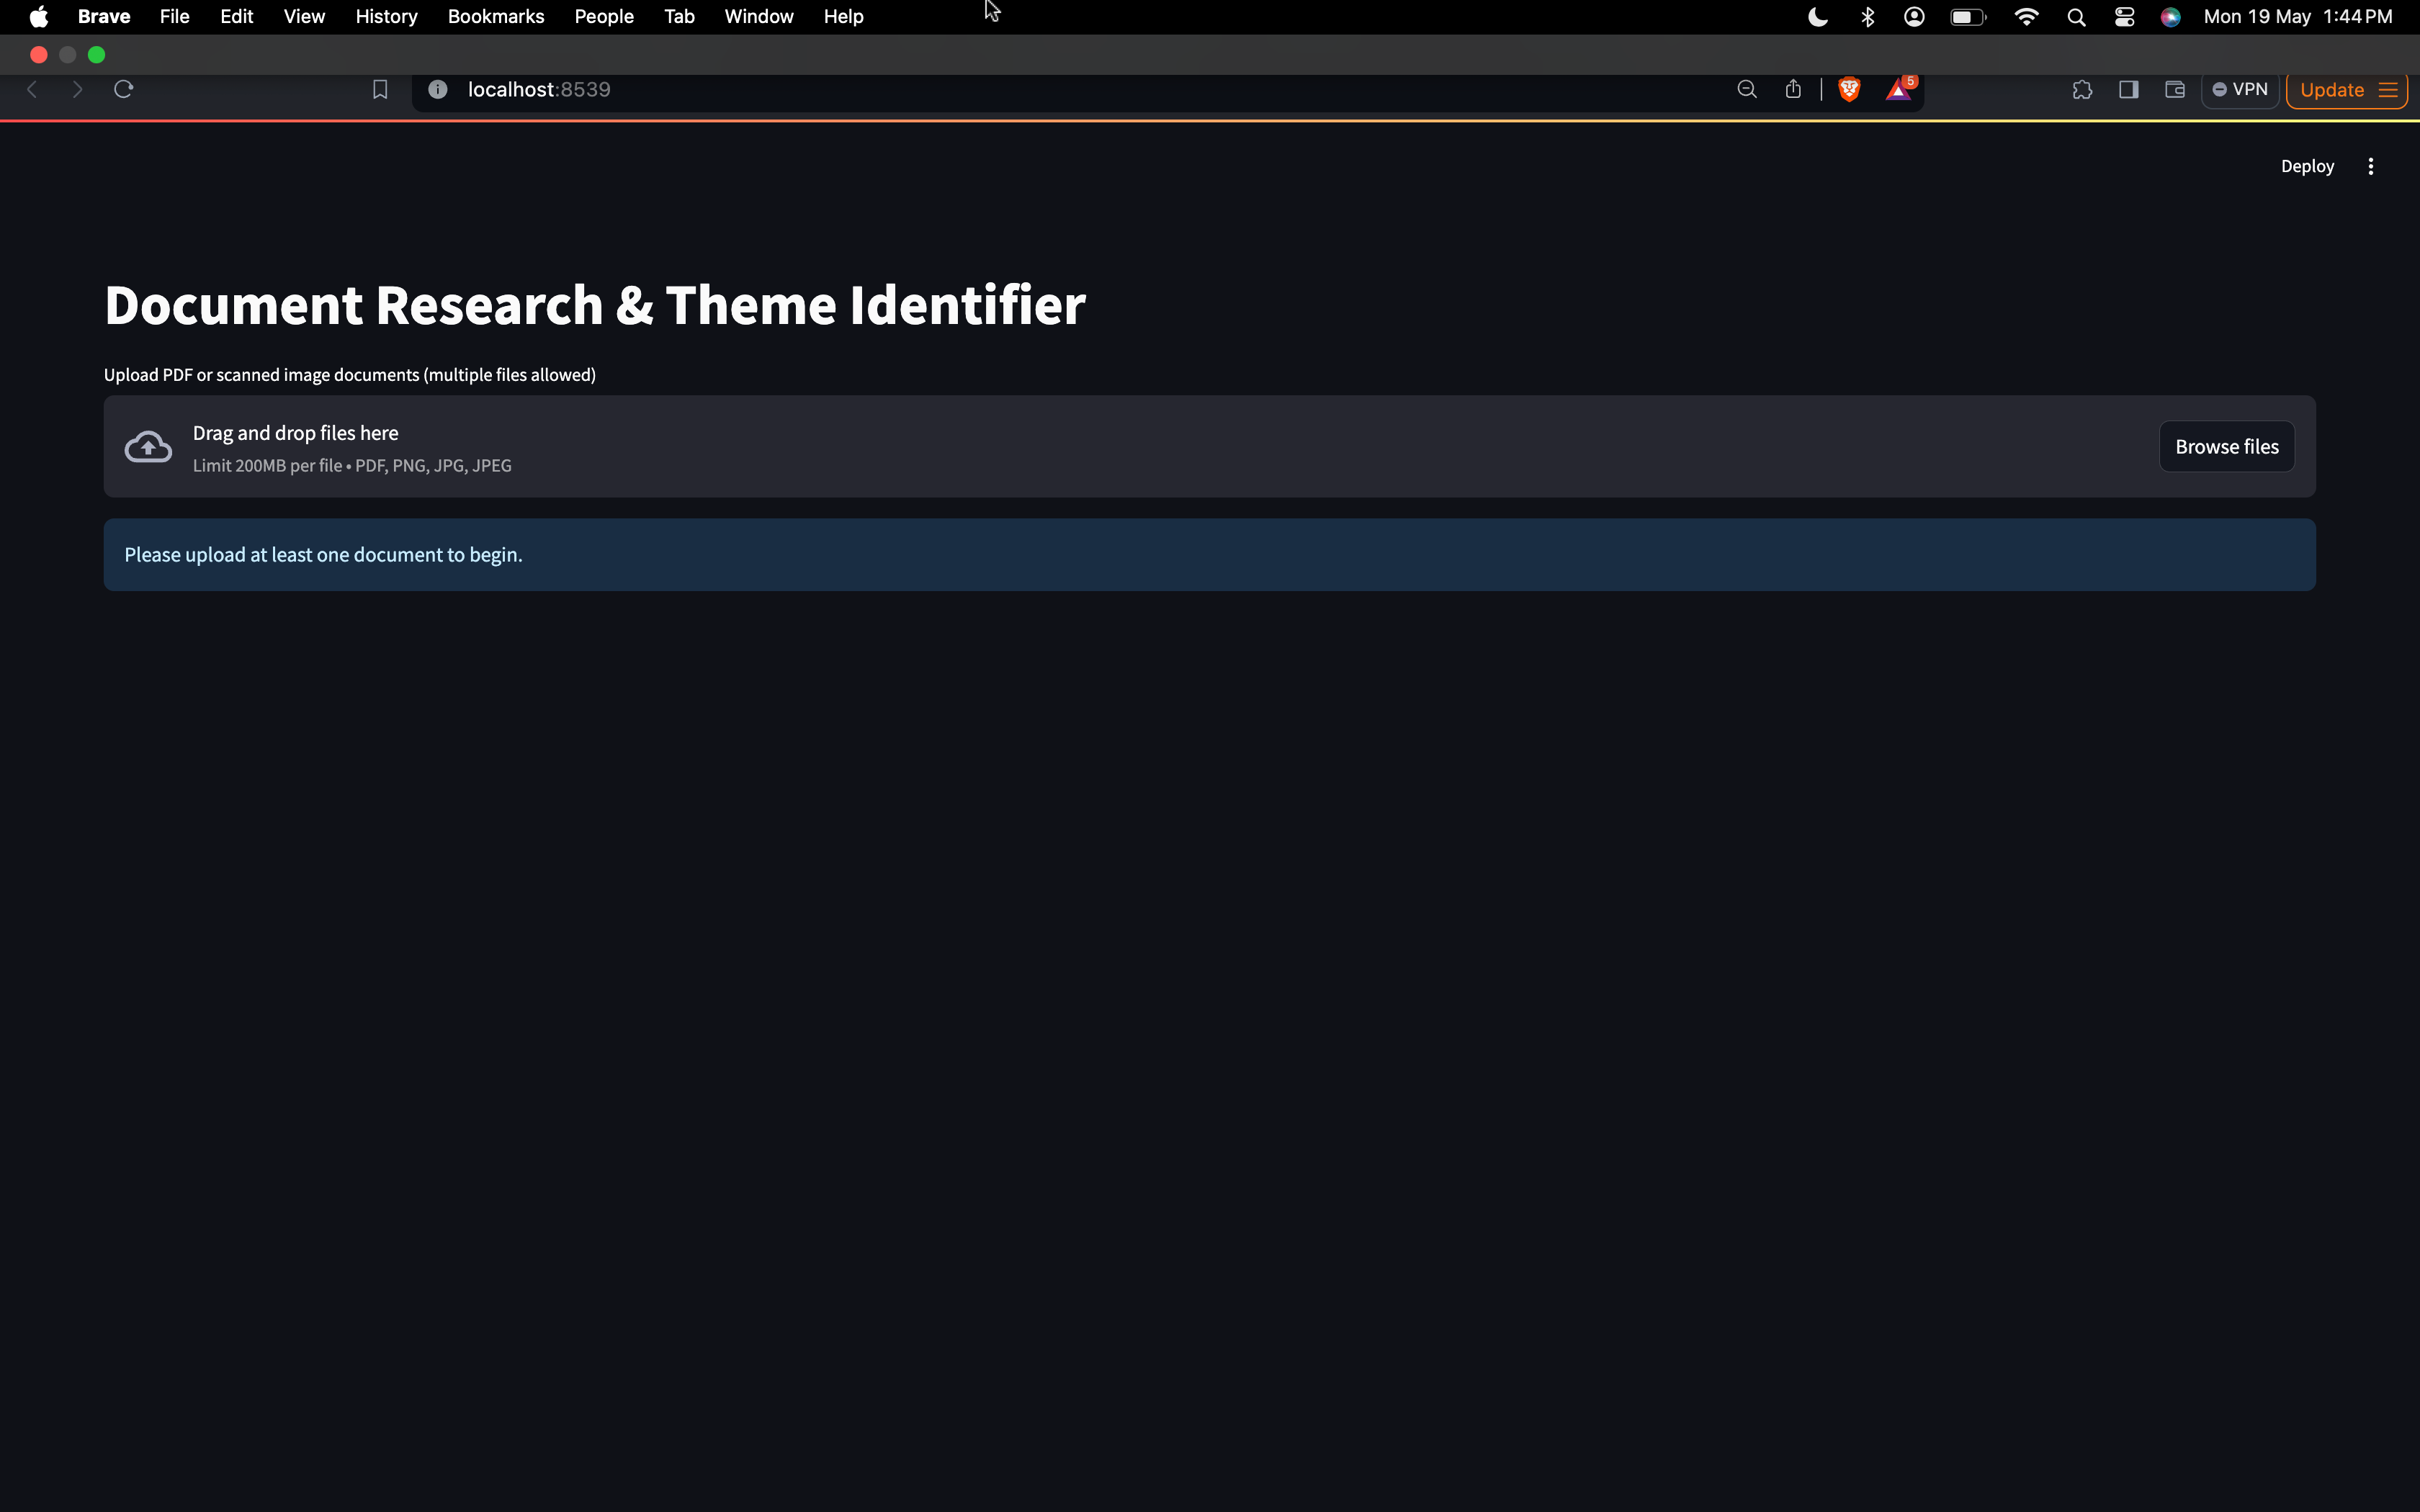 Brave File Edit View History Bookmarks People Tab Window Help Mon 19 May 1:44 PM
localhost:8539 5 VPN Update
Deploy
Document Research & Theme Identifier
Upload PDF or scanned image documents (multiple files allowed)
Drag and drop files here
Limit 200MB per file • PDF, PNG, JPG, JPEG
Browse files
Please upload at least one document to begin.